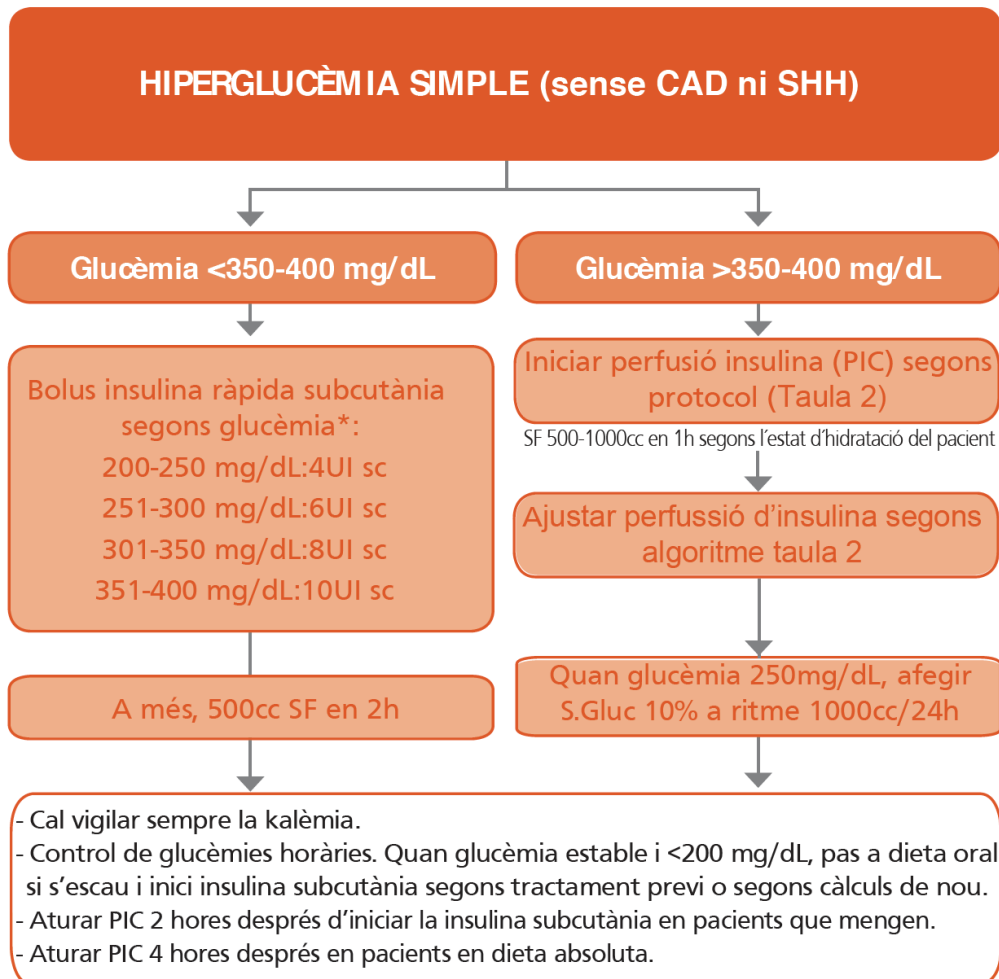 HIPERGLUCÈMIA SIMPLE (sense CAD ni SHH)
Glucèmia <350-400 mg/dL
Bolus insulina ràpida subcutània
segons glucèmia*:
200-250 mg/dL:4UI sc
251-300 mg/dL:6UI sc
301-350 mg/dL:8UI sc
351-400 mg/dL:10UI sc
A més, 500cc SF en 2h
Glucèmia >350-400 mg/dL
Iniciar perfusió insulina (PIC) segons
protocol (Taula 2)
SF 500-1000cc en 1h segons l’estat d’hidratació del pacient
Ajustar perfussió d’insulina segons
algoritme taula 2
Quan glucèmia 250mg/dL, afegir
S.Gluc 10% a ritme 1000cc/24h
- Cal vigilar sempre la kalèmia.
- Control de glucèmies horàries. Quan glucèmia estable i <200 mg/dL, pas a dieta oral
si s’escau i inici insulina subcutània segons tractament previ o segons càlculs de nou.
- Aturar PIC 2 hores després d’iniciar la insulina subcutània en pacients que mengen.
- Aturar PIC 4 hores després en pacients en dieta absoluta.